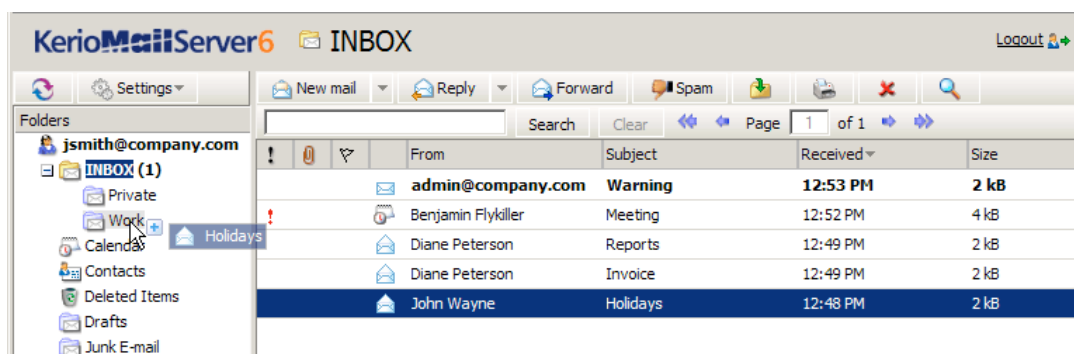 KerioMailServer6 INBOX Logout
Settings New mail Reply Forward Spam
Folders Search Clear Page 1 of 1
jsmith@company.com
! From Subject Received Size
INBOX (1)
admin@company.com Warning 12:53 PM 2 kB
Private
Work
! Benjamin Flykiller Meeting 12:52 PM 4 kB
Holidays
Calendar Diane Peterson Reports 12:49 PM 2 kB
Contacts Diane Peterson Invoice 12:49 PM 2 kB
Deleted Items John Wayne Holidays 12:48 PM 2 kB
Drafts
Junk E-mail